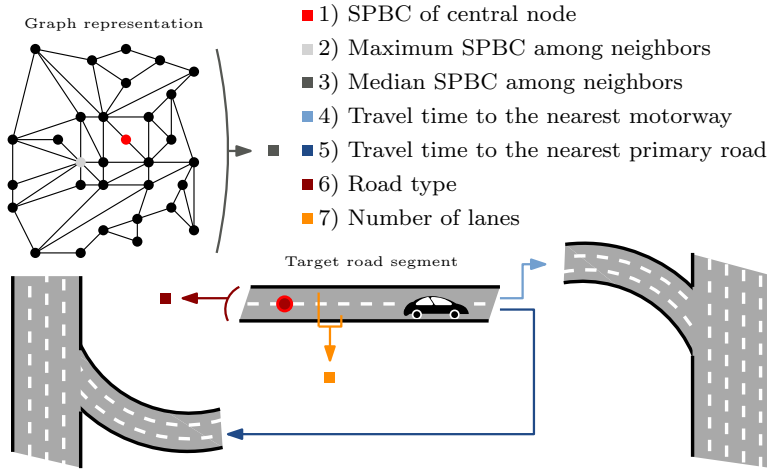 Graph representation
1) SPBC of central node
2) Maximum SPBC among neighbors
3) Median SPBC among neighbors
4) Travel time to the nearest motorway
5) Travel time to the nearest primary road
6) Road type
7) Number of lanes
Target road segment